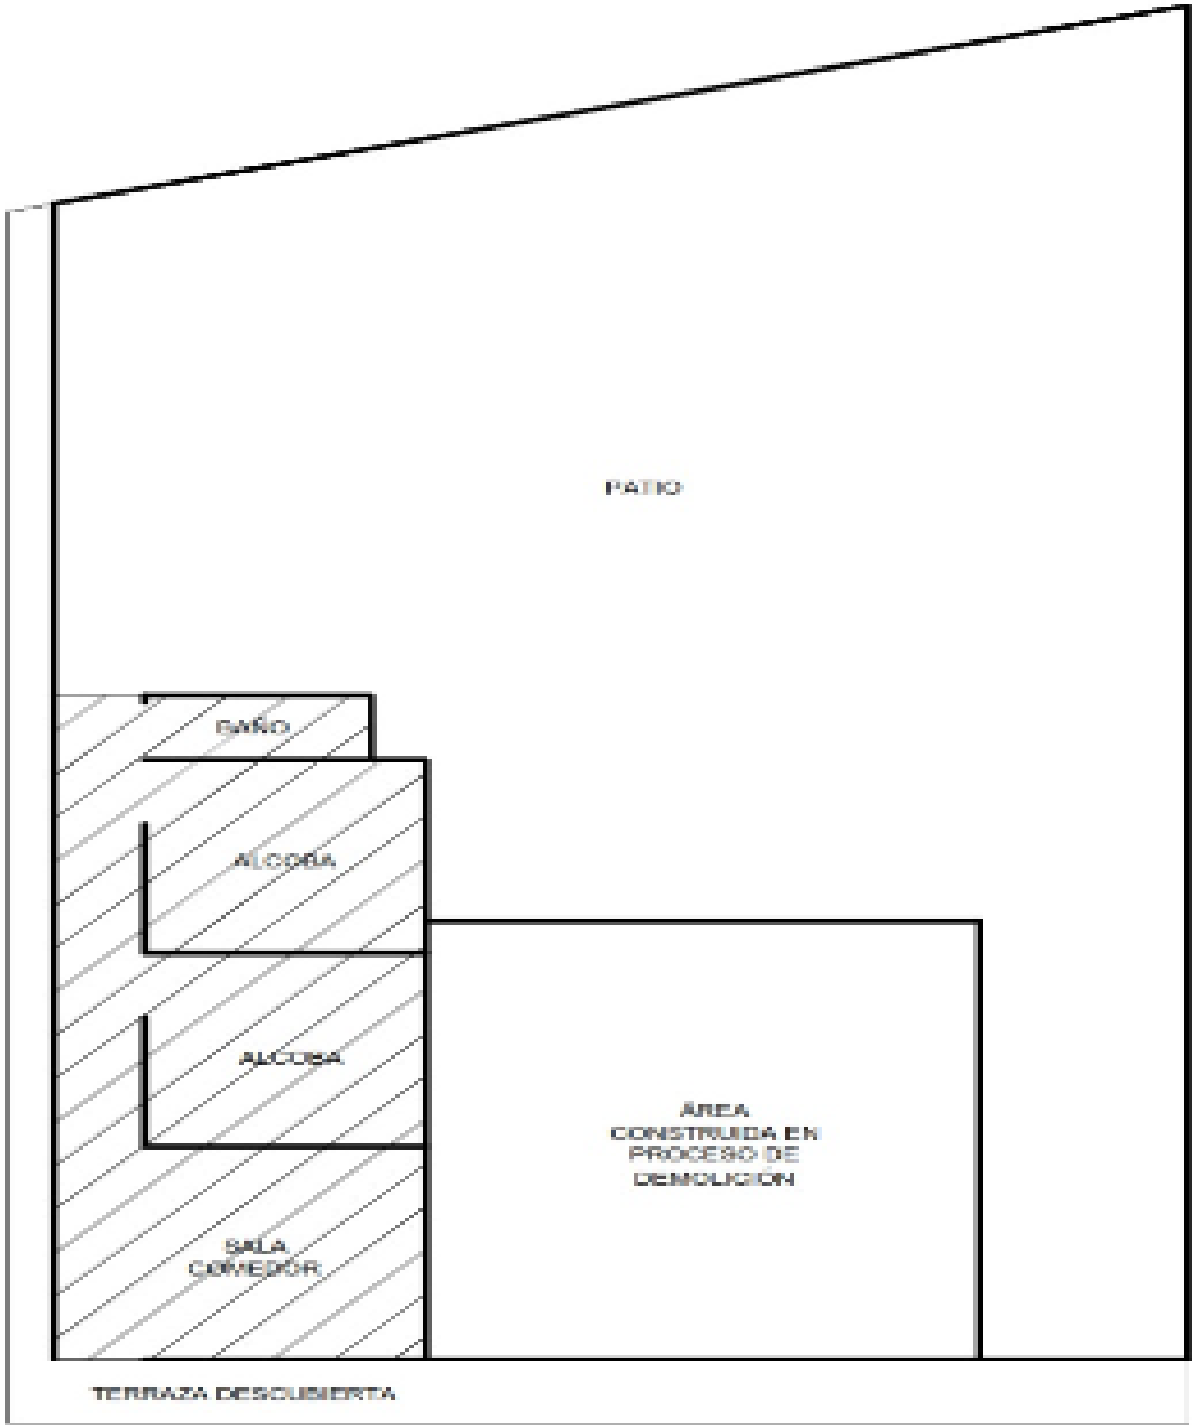 PATIO
BAÑO
ALCOBA
ALCOBA
ÁREA
CONSTRUIDA EN
PROCESO DE
DEMOLICIÓN
SALA
COMEDOR
TERRAZA DESCUBIERTA